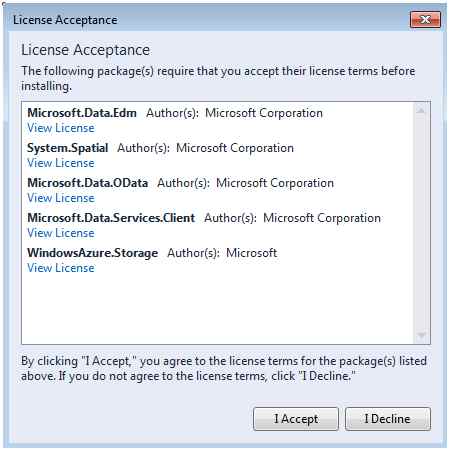 License Acceptance
License Acceptance
The following package(s) require that you accept their license terms before
installing.
Microsoft.Data.Edm Author(s): Microsoft Corporation
View License
System.Spatial Author(s): Microsoft Corporation
View License
Microsoft.Data.OData Author(s): Microsoft Corporation
View License
Microsoft.Data.Services.Client Author(s): Microsoft Corporation
View License
WindowsAzure.Storage Author(s): Microsoft
View License
By clicking "I Accept," you agree to the license terms for the package(s) listed
above. If you do not agree to the license terms, click "I Decline."
I Accept I Decline